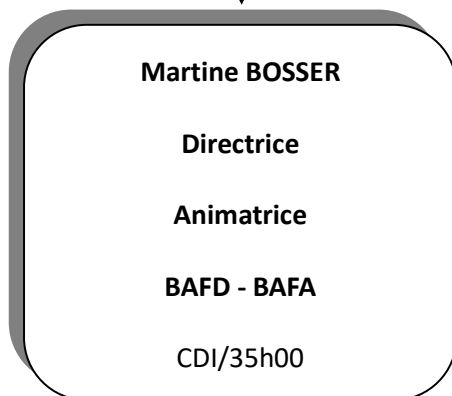 Martine BOSSER
Directrice
Animatrice
BAFD - BAFA
CDI/35h00